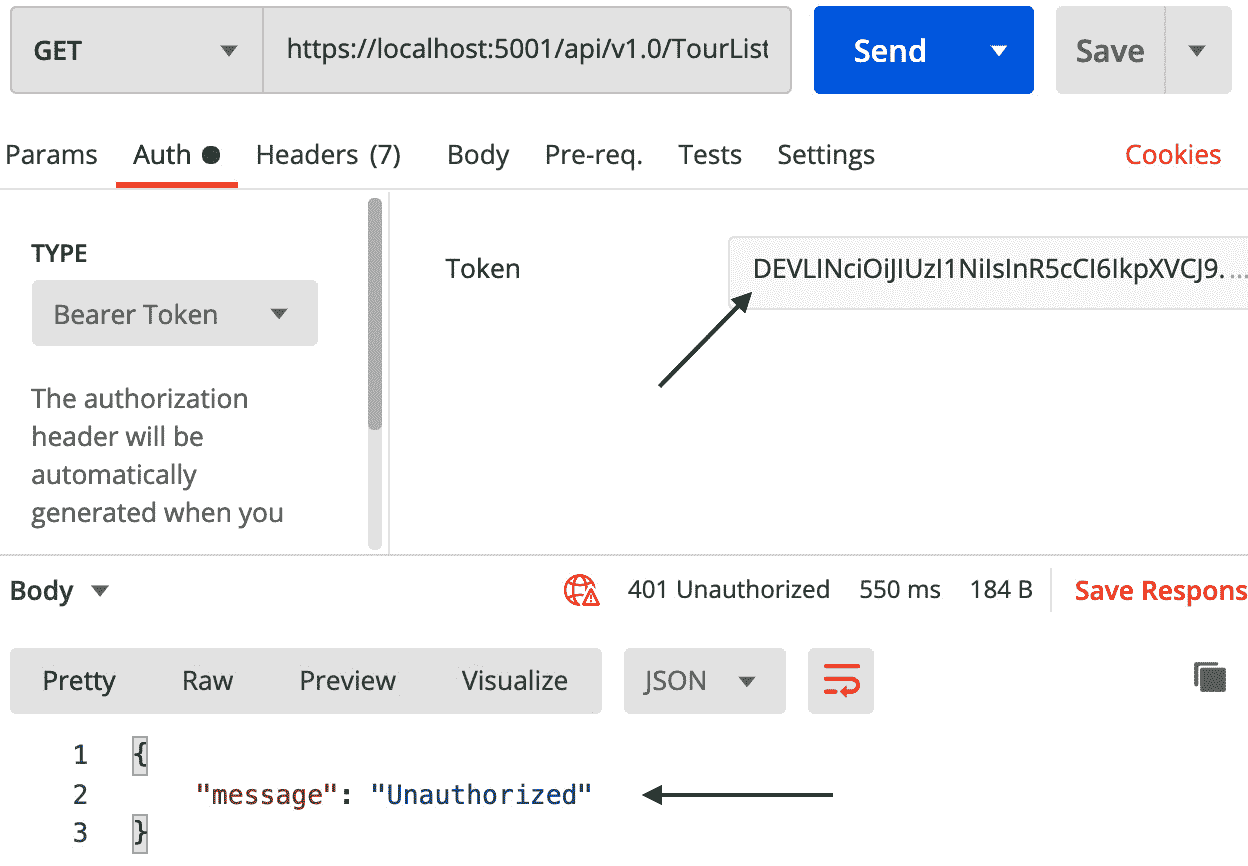 GET https://localhost:5001/api/v1.0/TourList Send Save
Params Auth Headers (7) Body Pre-req. Tests Settings Cookies
TYPE
Token DEVLINciOiJIUzI1NiIsInR5cCI6IkpXVCJ9. ...
Bearer Token
The authorization
header will be
automatically
generated when you
Body 401 Unauthorized 550 ms 184 B Save Respons
Pretty Raw Preview Visualize JSON
1 {
2 "message": "Unauthorized"
3 }